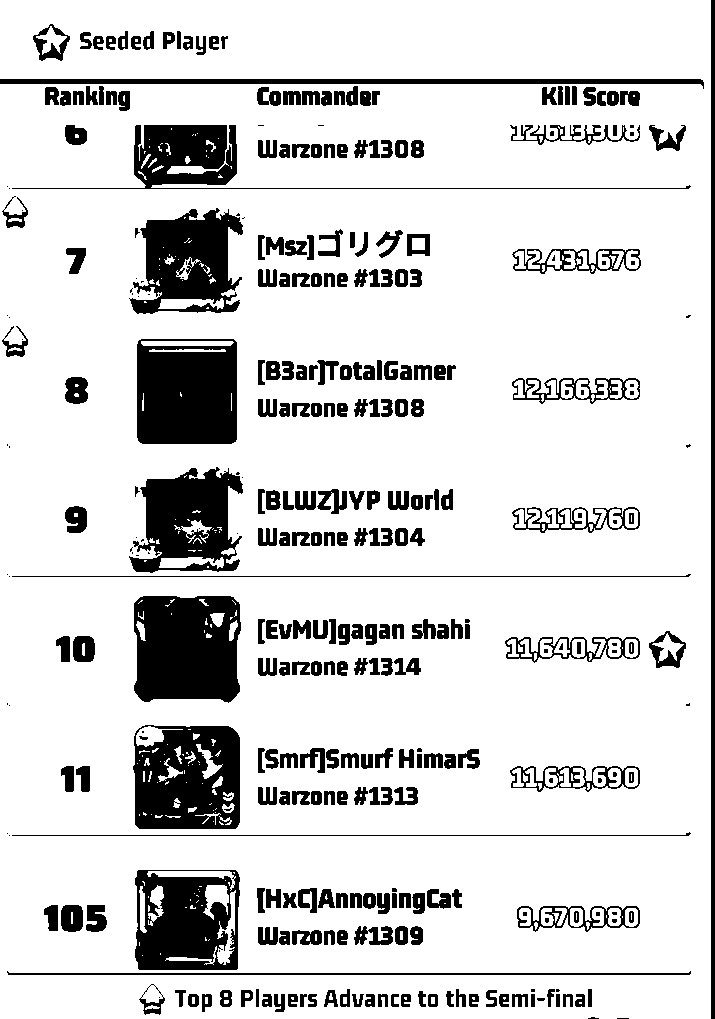 Seeded Player
Ranking Commander Kill Score
6 Warzone #1308 12,613,308
7 [Msz]ゴリグロ 12,431,676
Warzone #1303
8 [B3ar]TotalGamer 12,166,338
Warzone #1308
9 [BLWZ]JYP World 12,119,760
Warzone #1304
10 [EvMU]gagan shahi 11,640,780
Warzone #1314
11 [Smrf]Smurf HimarS 11,613,690
Warzone #1313
105 [HxC]AnnoyingCat 9,670,980
Warzone #1309
Top 8 Players Advance to the Semi-final